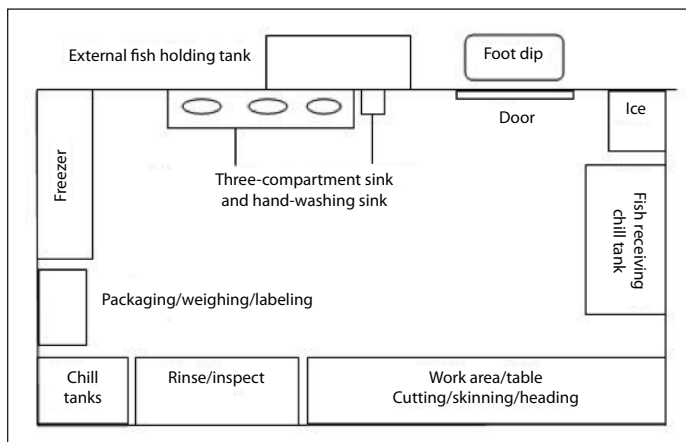 External fish holding tank
Foot dip
Door
Ice
Freezer
Three-compartment sink
and hand-washing sink
Fish receiving
chill tank
Packaging/weighing/labeling
Chill
tanks
Rinse/inspect
Work area/table
Cutting/skinning/heading